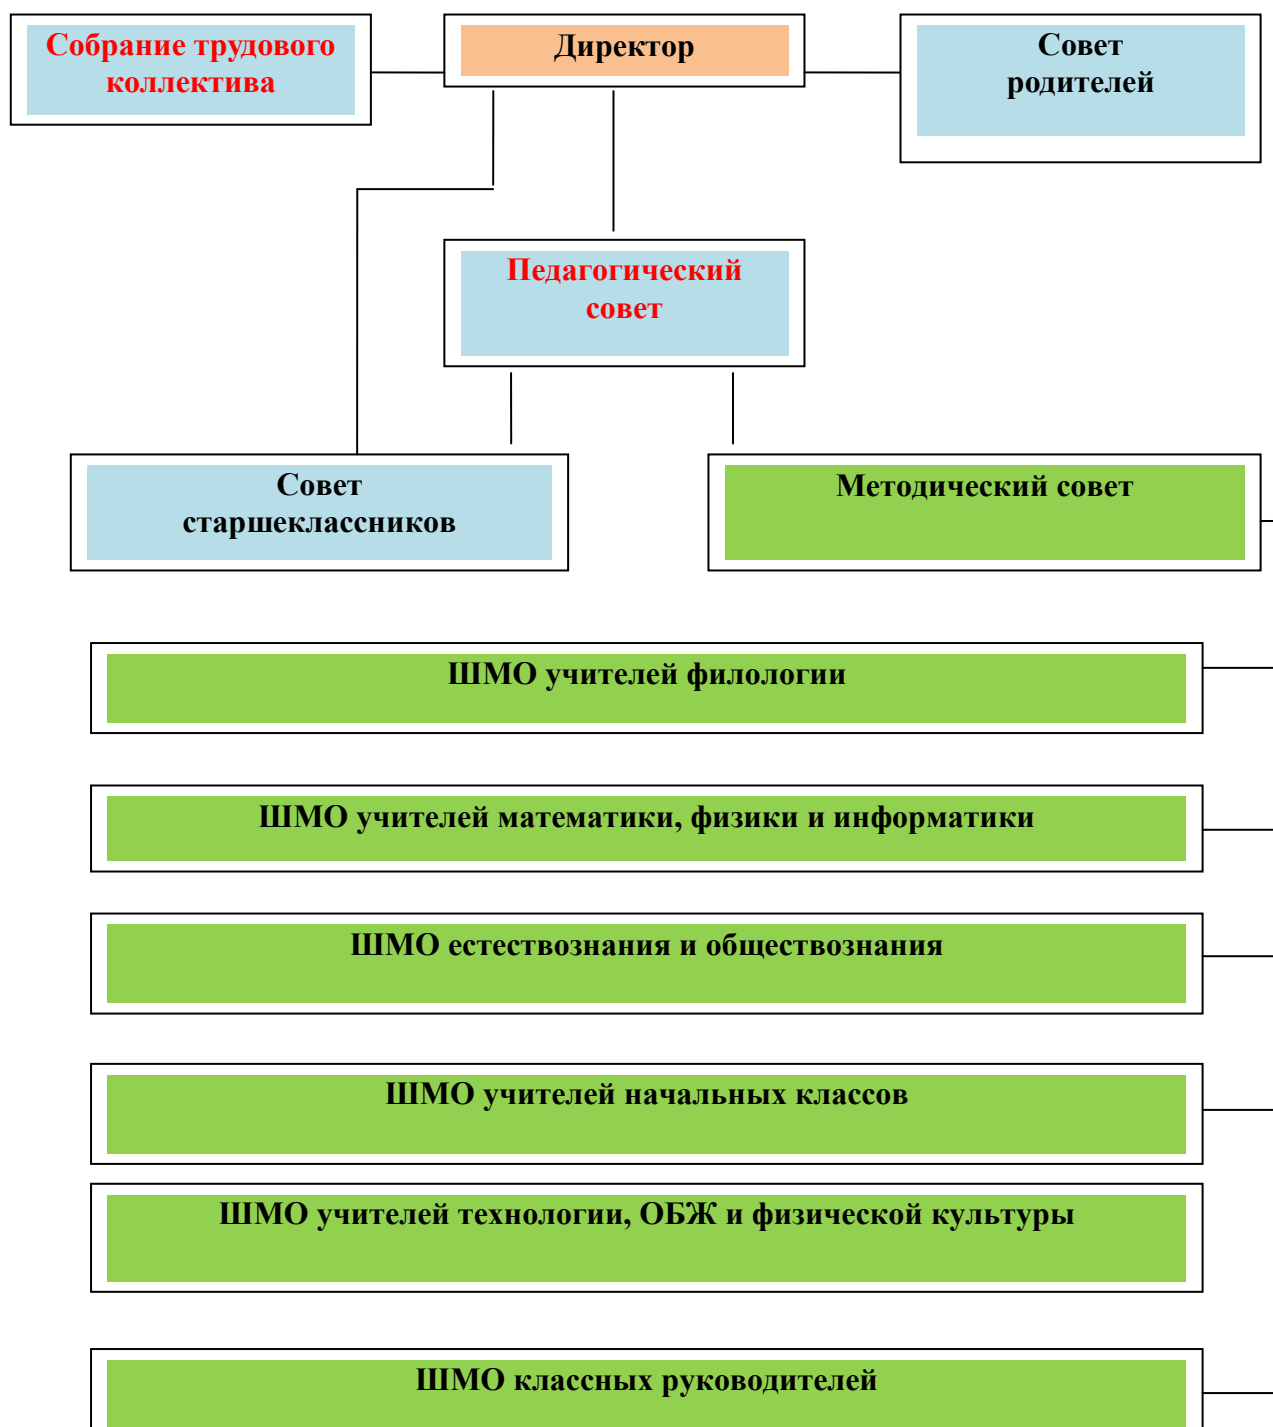 Собрание трудового
коллектива
Директор
Совет
родителей
Педагогический
совет
Совет
старшеклассников
Методический совет
ШМО учителей филологии
ШМО учителей математики, физики и информатики
ШМО естествознания и обществознания
ШМО учителей начальных классов
ШМО учителей технологии, ОБЖ и физической культуры
ШМО классных руководителей